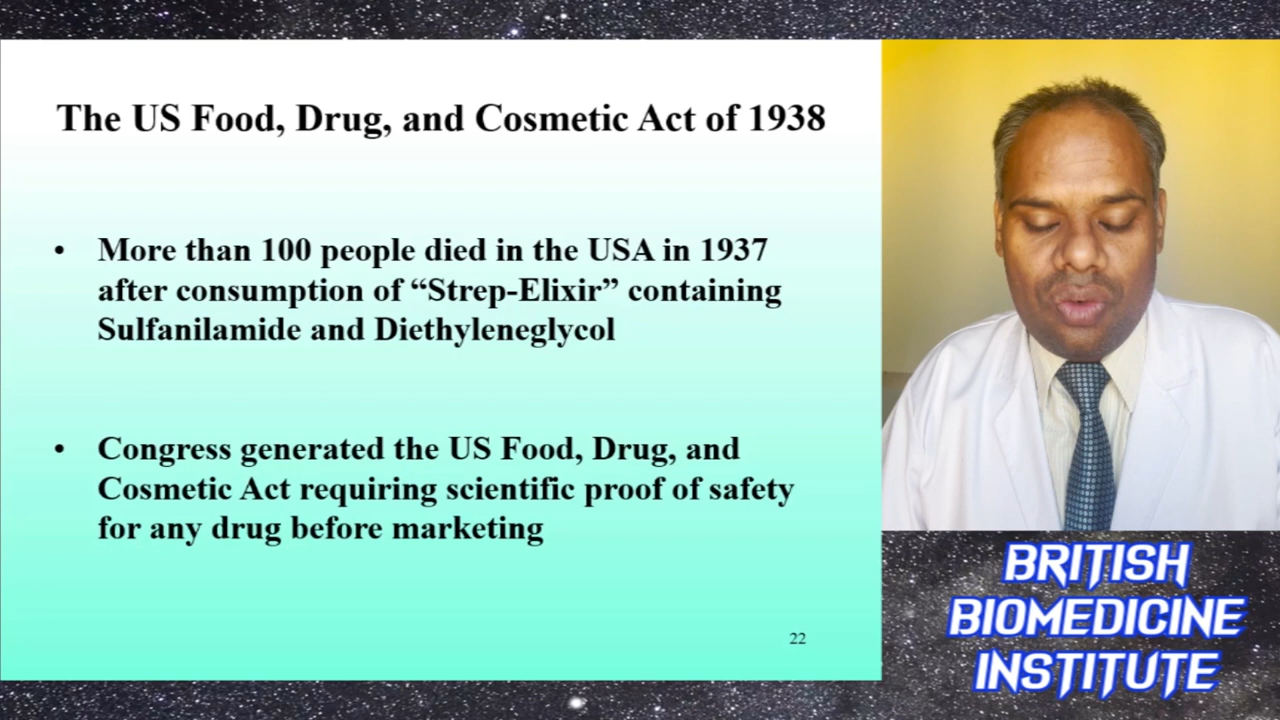 The US Food, Drug, and Cosmetic Act of 1938
• More than 100 people died in the USA in 1937
after consumption of “Strep-Elixir” containing
Sulfanilamide and Diethyleneglycol
• Congress generated the US Food, Drug, and
Cosmetic Act requiring scientific proof of safety
for any drug before marketing
22
BRITISH
BIOMEDICINE
INSTITUTE